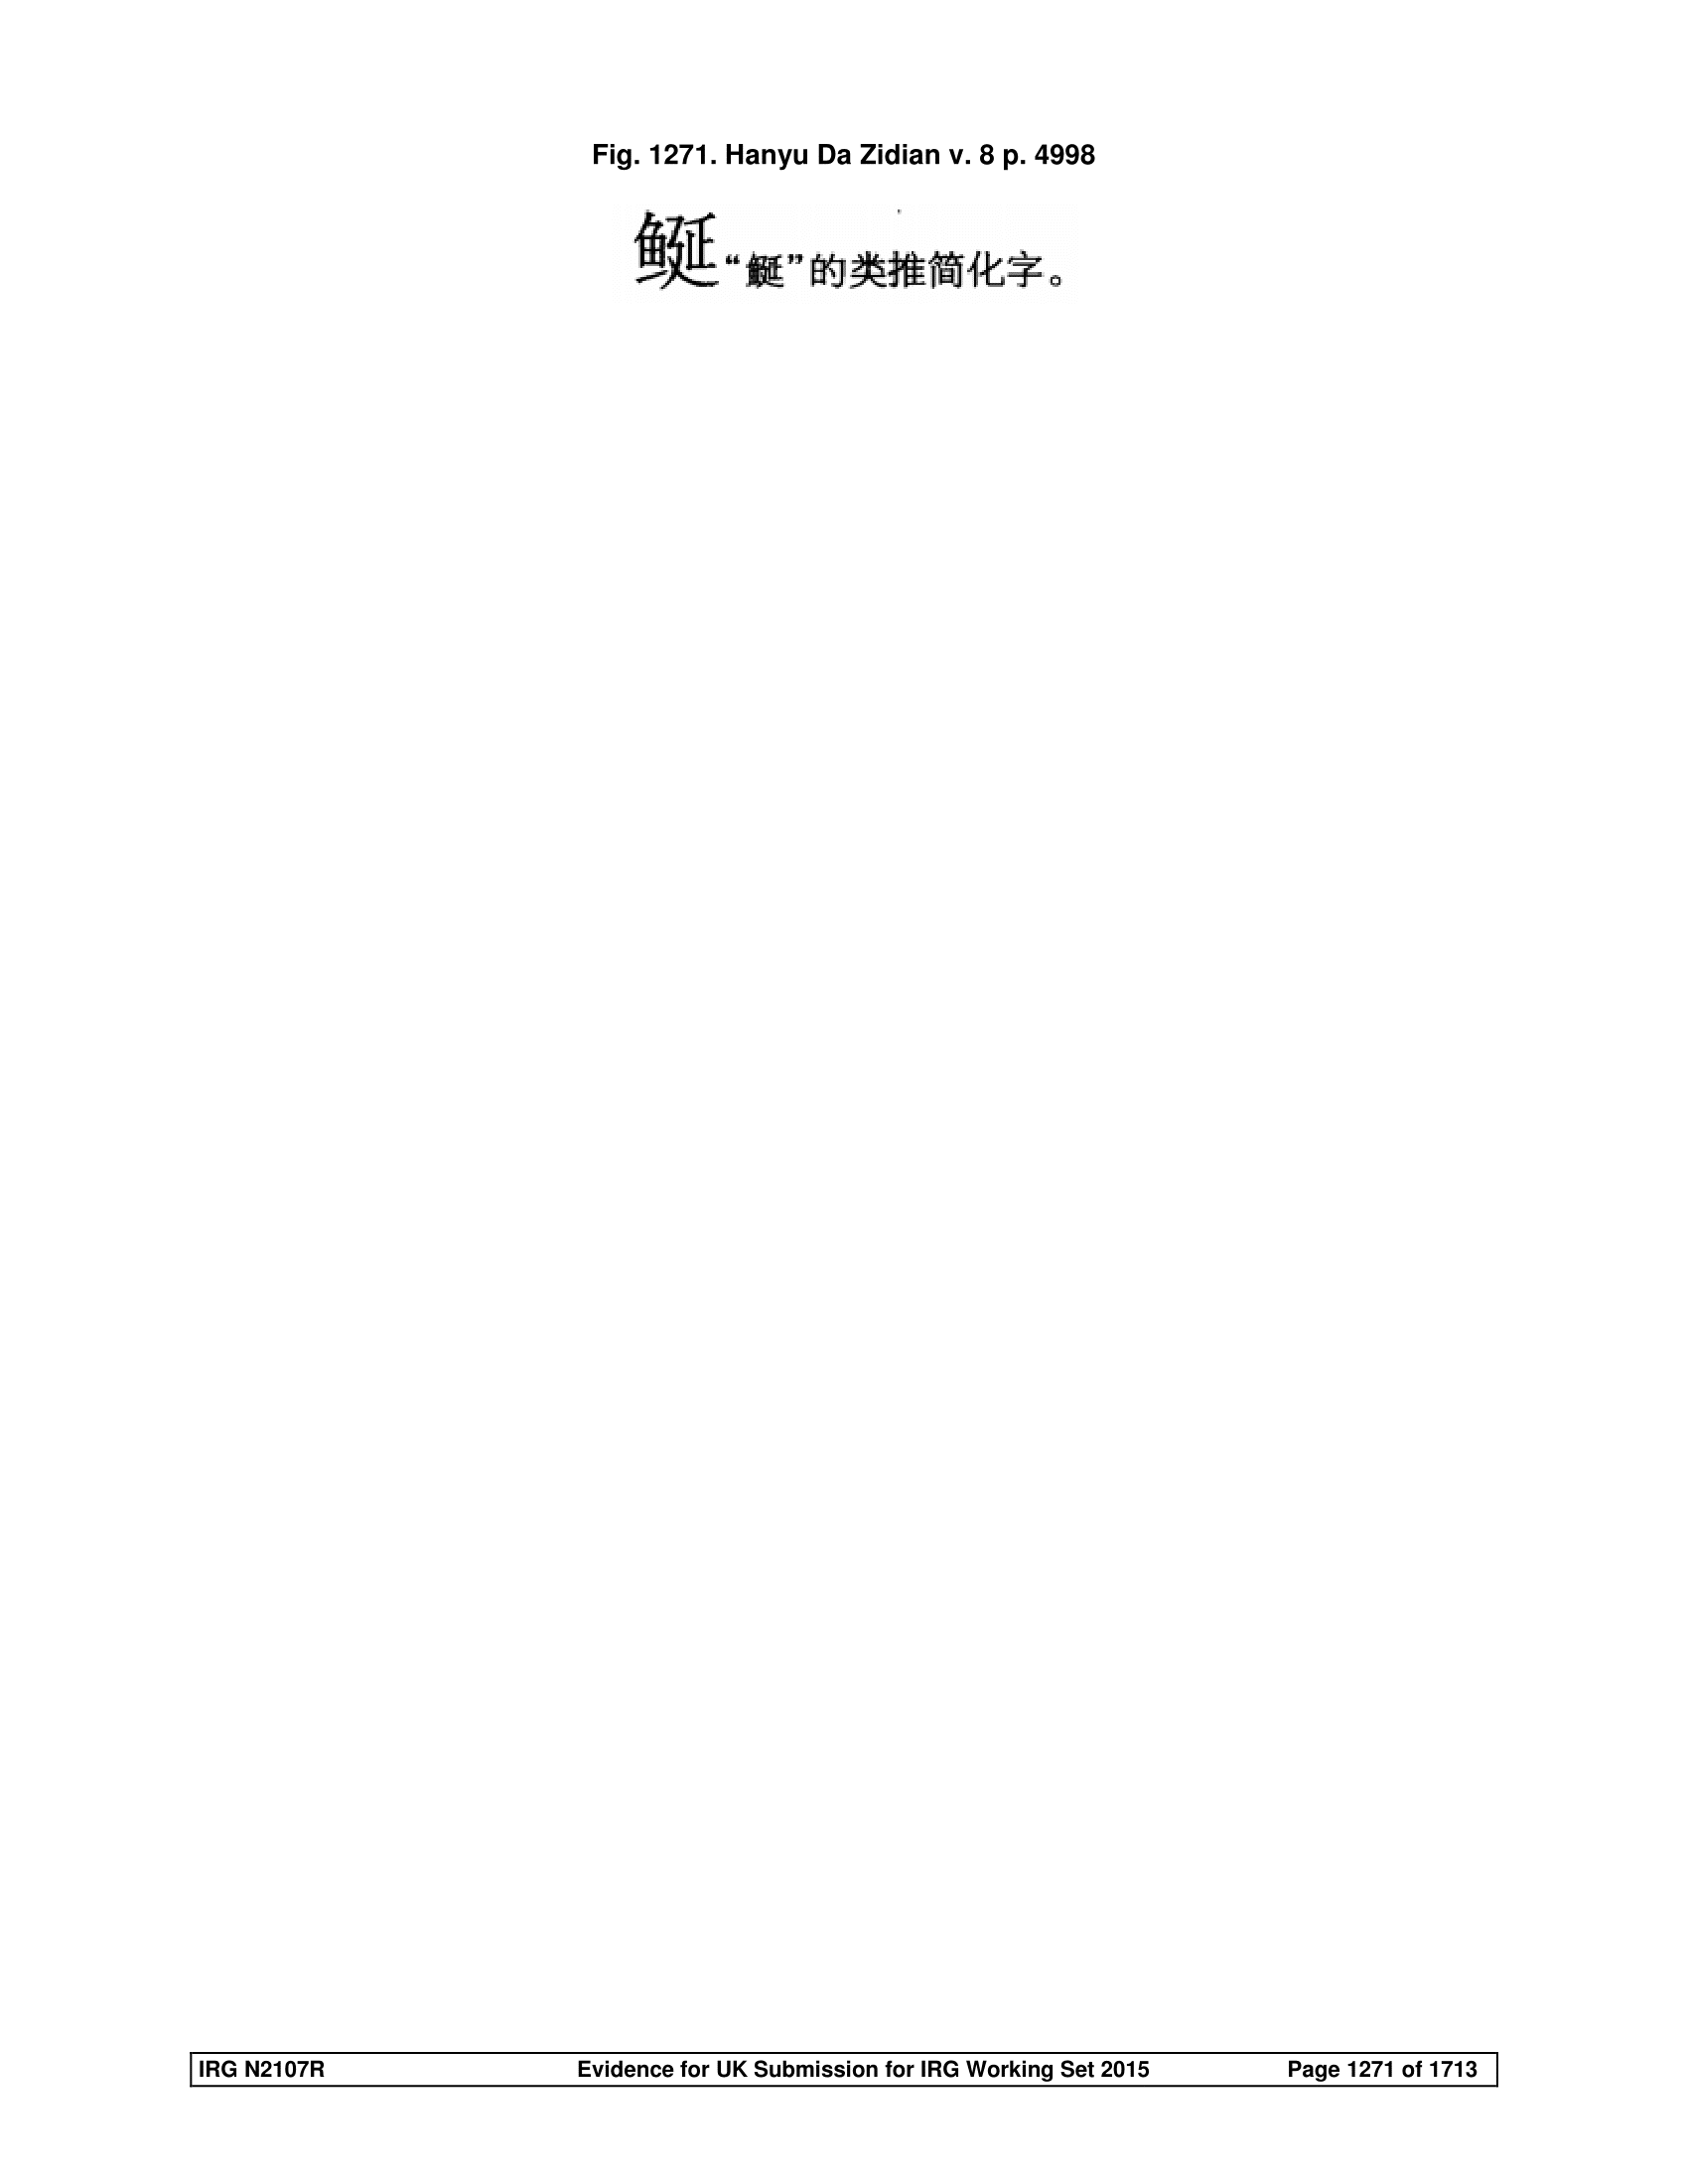 Fig. 1271. Hanyu Da Zidian v. 8 p. 4998
“鯅”的类推简化字。
IRG N2107R Evidence for UK Submission for IRG Working Set 2015 Page 1271 of 1713